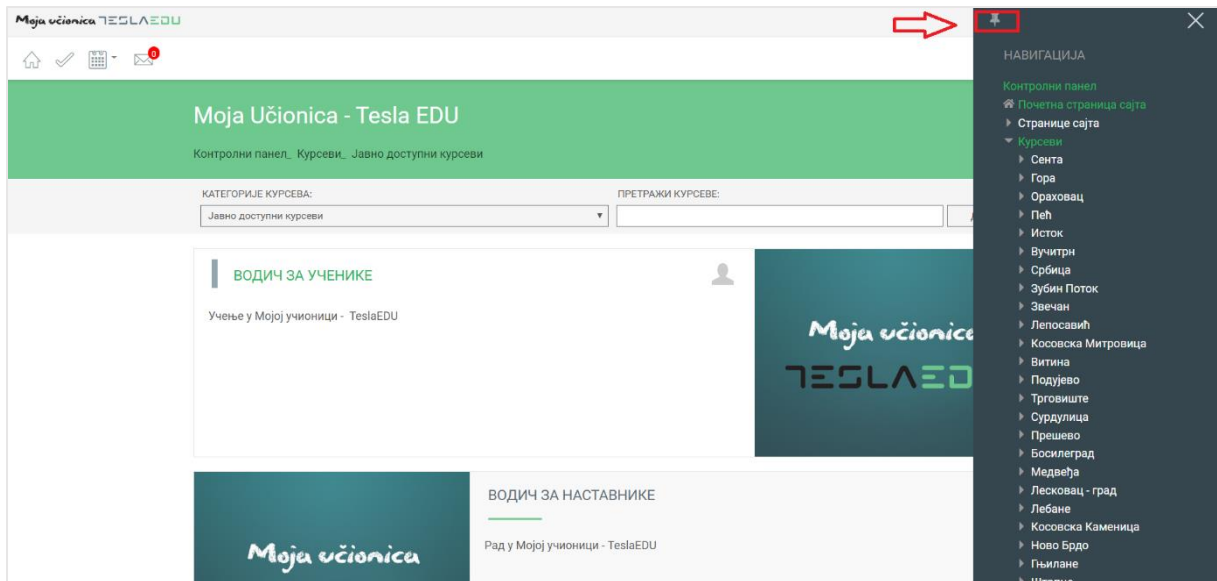 Moja učionica TESLAEDU
0
Moja Učionica - Tesla EDU
Контролни панел_ Курсеви_ Јавно доступни курсеви
КАТЕГОРИЈЕ КУРСЕВА:
Јавно доступни курсеви
ПРЕТРАЖИ КУРСЕВЕ:
ВОДИЧ ЗА УЧЕНИКЕ
Учење у Мојој учионици - TeslaEDU
Moja učionice
TESLAED
Moja učionica
ВОДИЧ ЗА НАСТАВНИКЕ
Рад у Мојој учионици - TeslaEDU
НАВИГАЦИЈА
Контролни панел
Почетна страница сајта
Странице сајта
Курсеви
Сента
Гора
Ораховац
Пећ
Исток
Вучитрн
Србица
Зубин Поток
Звечан
Лепосавић
Косовска Митровица
Витина
Подујево
Трговиште
Сурдулица
Прешево
Босилеград
Медвеђа
Лесковац - град
Лебане
Косовска Каменица
Ново Брдо
Гњилане